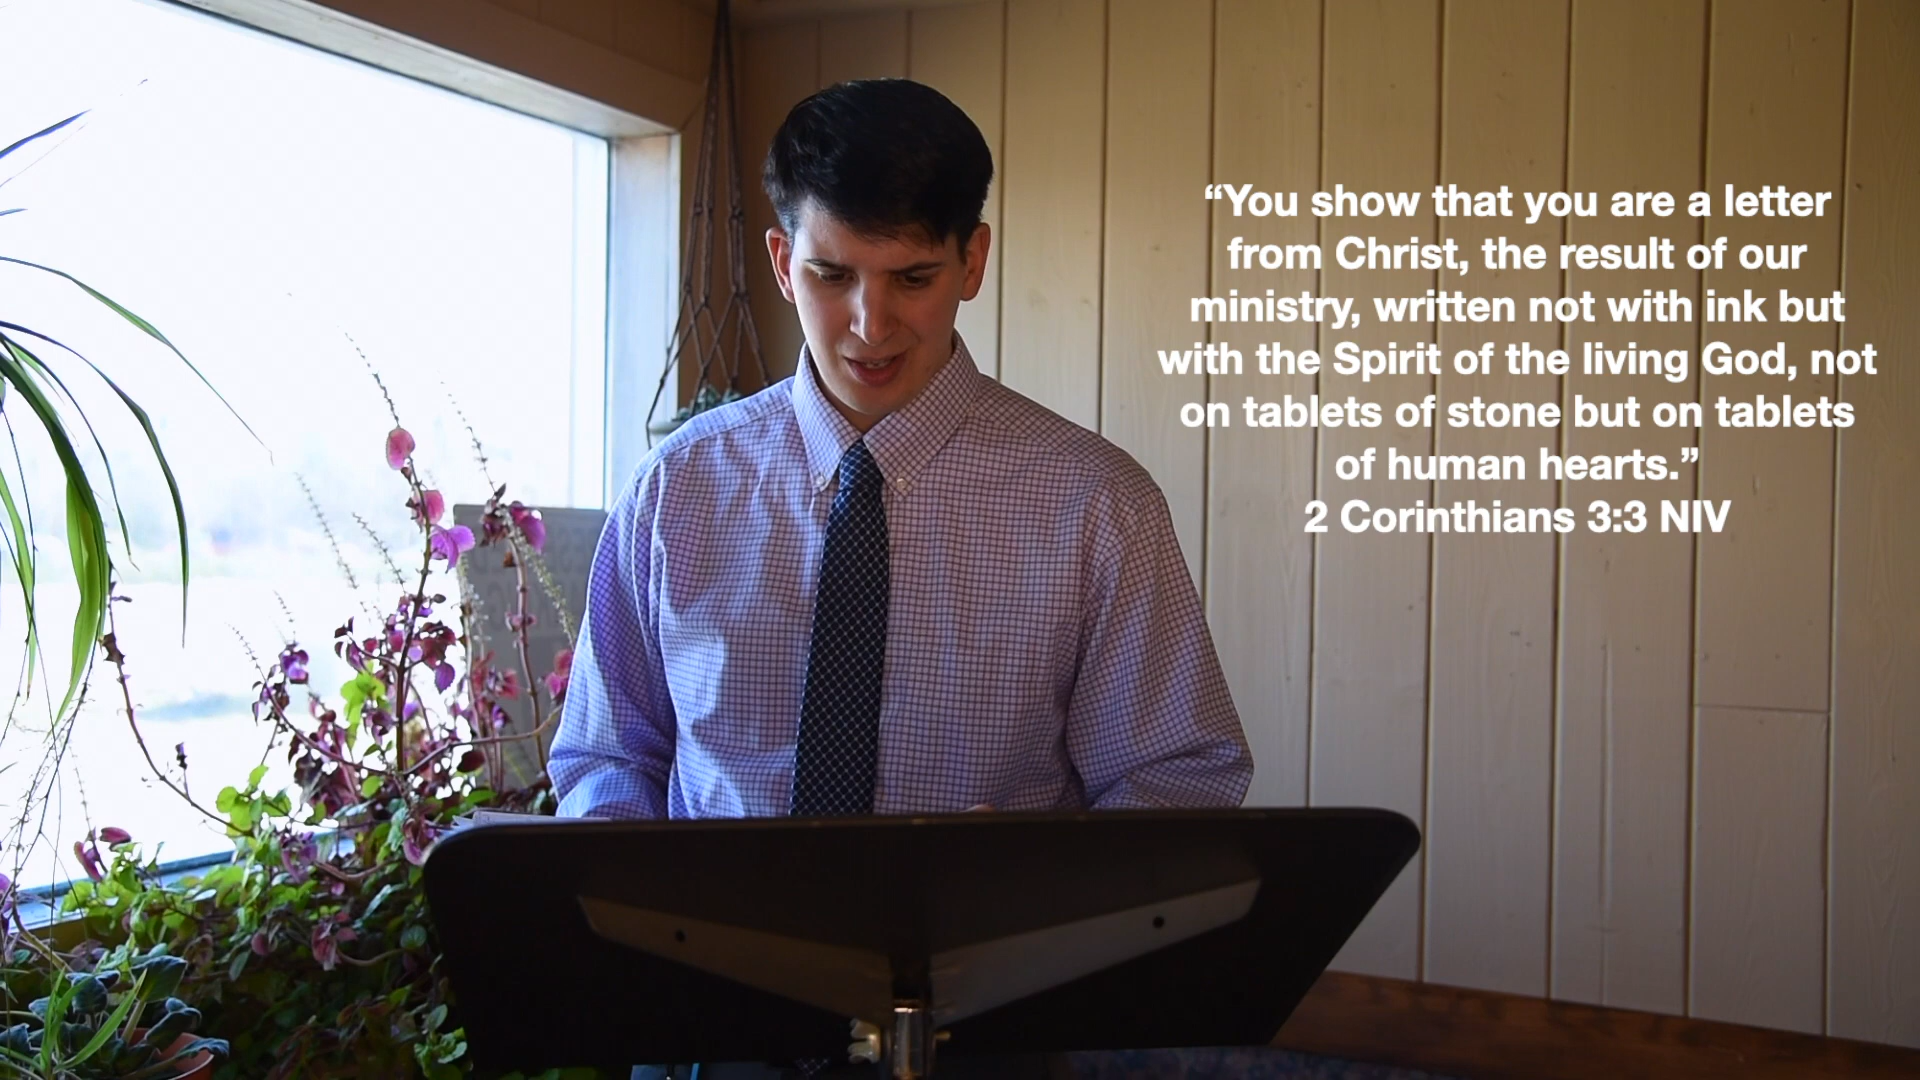 “You show that you are a letter
from Christ, the result of our
ministry, written not with ink but
with the Spirit of the living God, not
on tablets of stone but on tablets
of human hearts.”
2 Corinthians 3:3 NIV